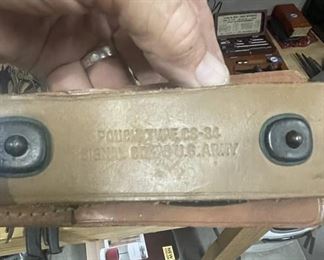 POUCH TYPE CS-34
SIGNAL CORPS U.S. ARMY